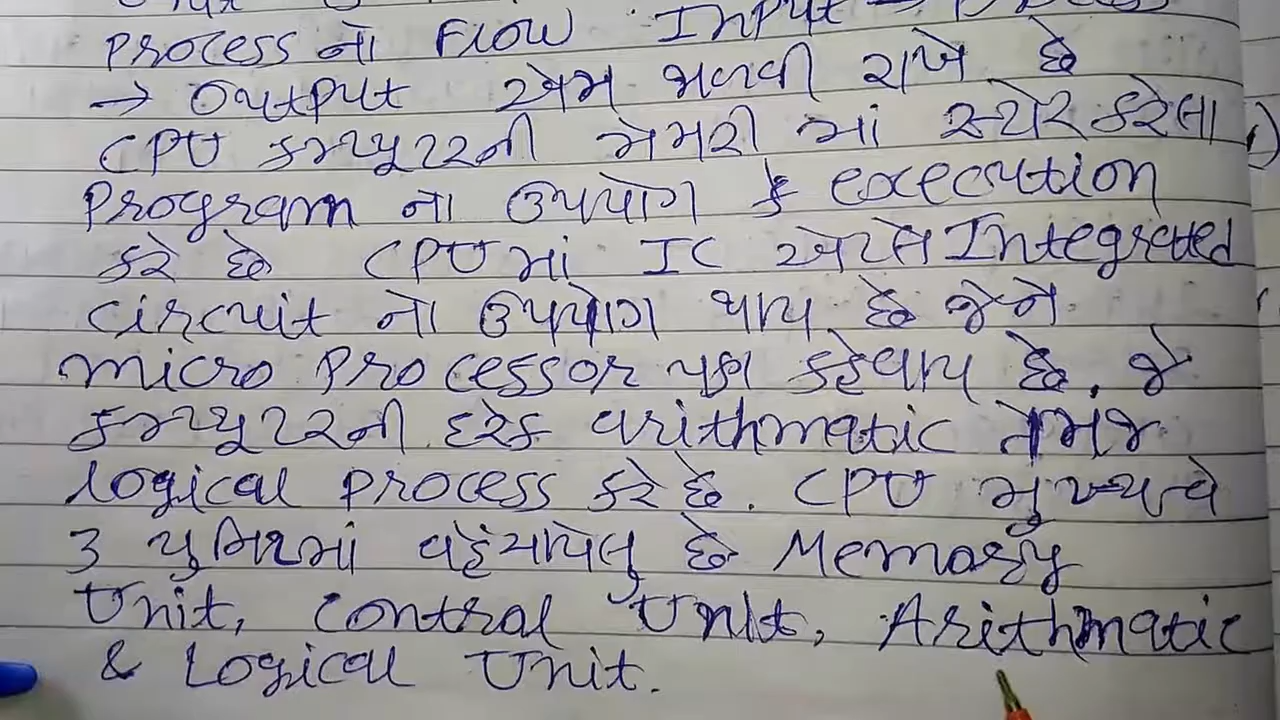 Process નો Flow Input → Process
→ Output એમ મળવી રાખે છે
CPU કમ્પ્યુટરની મેમરી માં સ્ટોર કરેલા
Program ના ઉપયોગ execution
કરે છે CPU માં IC એટલે Integrated
circuit નો ઉપયોગ થાય છે જેને
micro Processor પણ કહેવાય છે. જે
કમ્પ્યુટરની દરેક arithmatic તેમજ
logical process કરે છે. CPU મુખ્યત્વે
3 યુનિટમાં વહેંચાયેલુ છે Memory
Unit, Control Unit, Arithmatic
& Logical Unit.